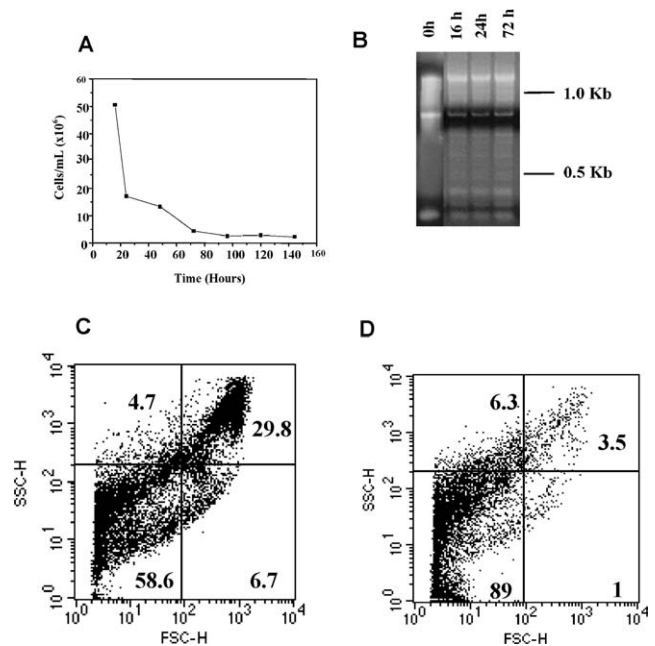 A
60
50
40
30
20
10
0
0 20 40 60 80 100 120 140 160
Cells/mL (x10⁶)
Time (Hours)
B
0h 16 h 24h 72 h
1.0 Kb
0.5 Kb
C
10⁴
10³
10²
10¹
10⁰
SSC-H
4.7
29.8
58.6
6.7
10⁰ 10¹ 10² 10³ 10⁴
FSC-H
D
10⁴
10³
10²
10¹
10⁰
SSC-H
6.3
3.5
89
1
10⁰ 10¹ 10² 10³ 10⁴
FSC-H